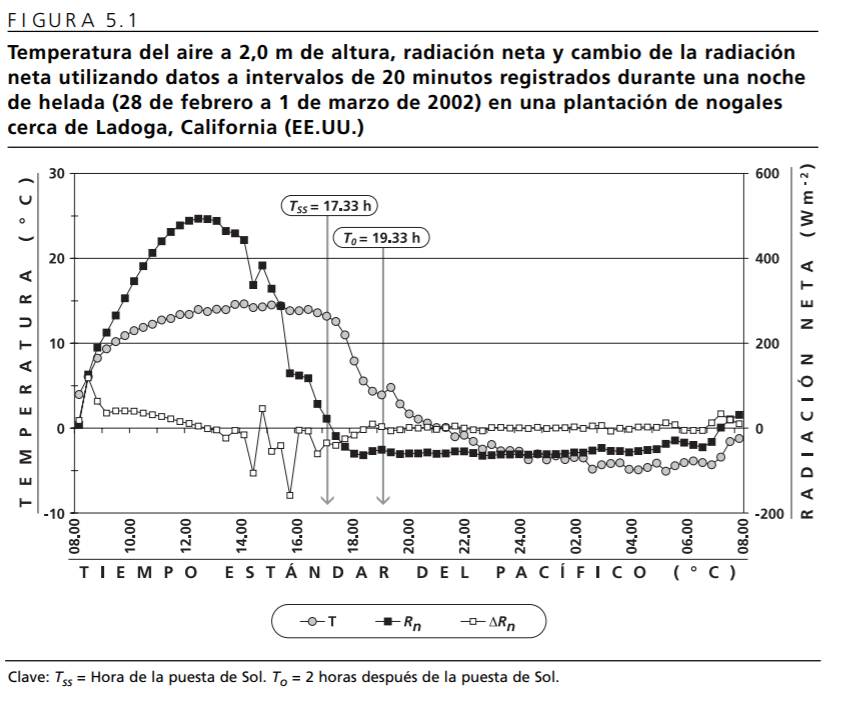 FIGURA 5.1
Temperatura del aire a 2,0 m de altura, radiación neta y cambio de la radiación
neta utilizando datos a intervalos de 20 minutos registrados durante una noche
de helada (28 de febrero a 1 de marzo de 2002) en una plantación de nogales
cerca de Ladoga, California (EE.UU.)
TEMPERATURA (°C)
30
20
10
0
-10
Tss = 17.33 h
T0 = 19.33 h
600
400
200
0
-200
RADIACIÓN NETA (Wm-2)
08.00 10.00 12.00 14.00 16.00 18.00 20.00 22.00 24.00 02.00 04.00 06.00 08.00
TIEMPO ESTÁNDAR DEL PACÍFICO (°C)
T Rn ΔRn
Clave: Tss = Hora de la puesta de Sol. To = 2 horas después de la puesta de Sol.